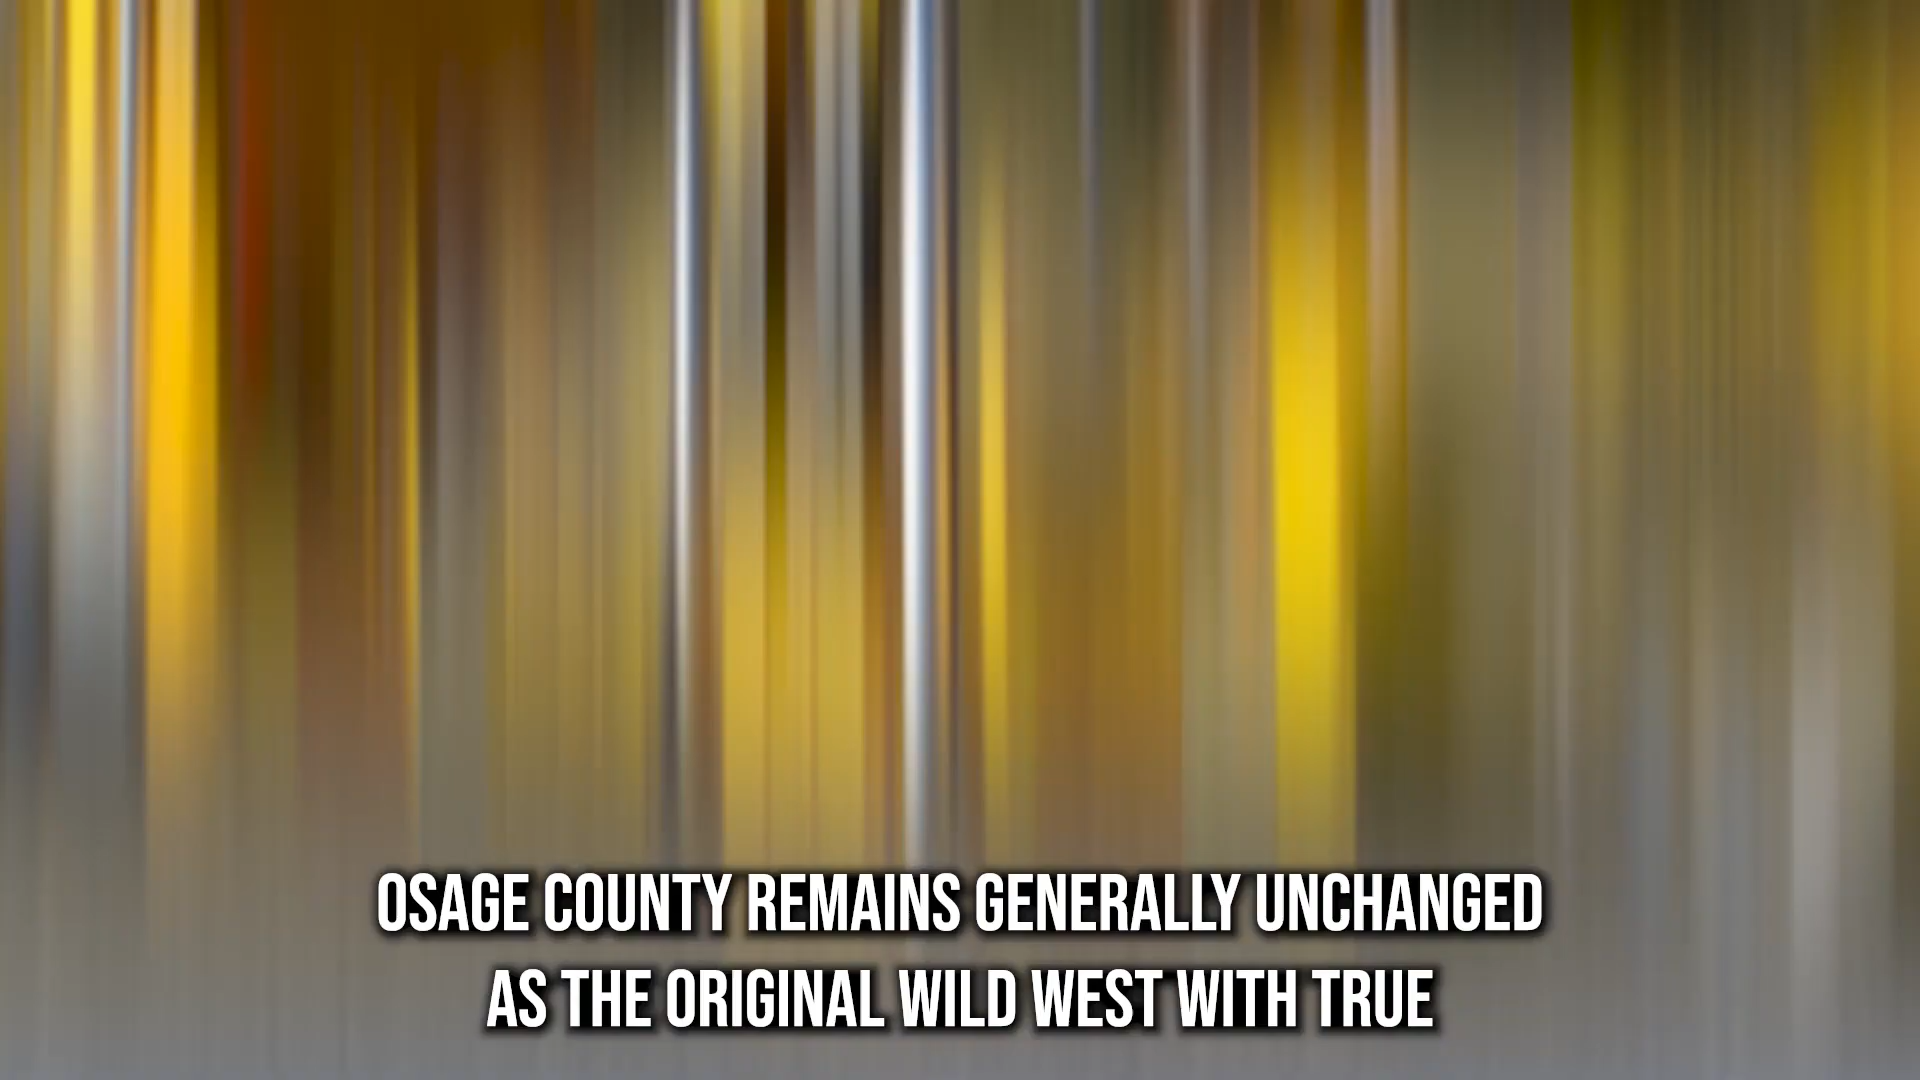 OSAGE COUNTY REMAINS GENERALLY UNCHANGED
AS THE ORIGINAL WILD WEST WITH TRUE